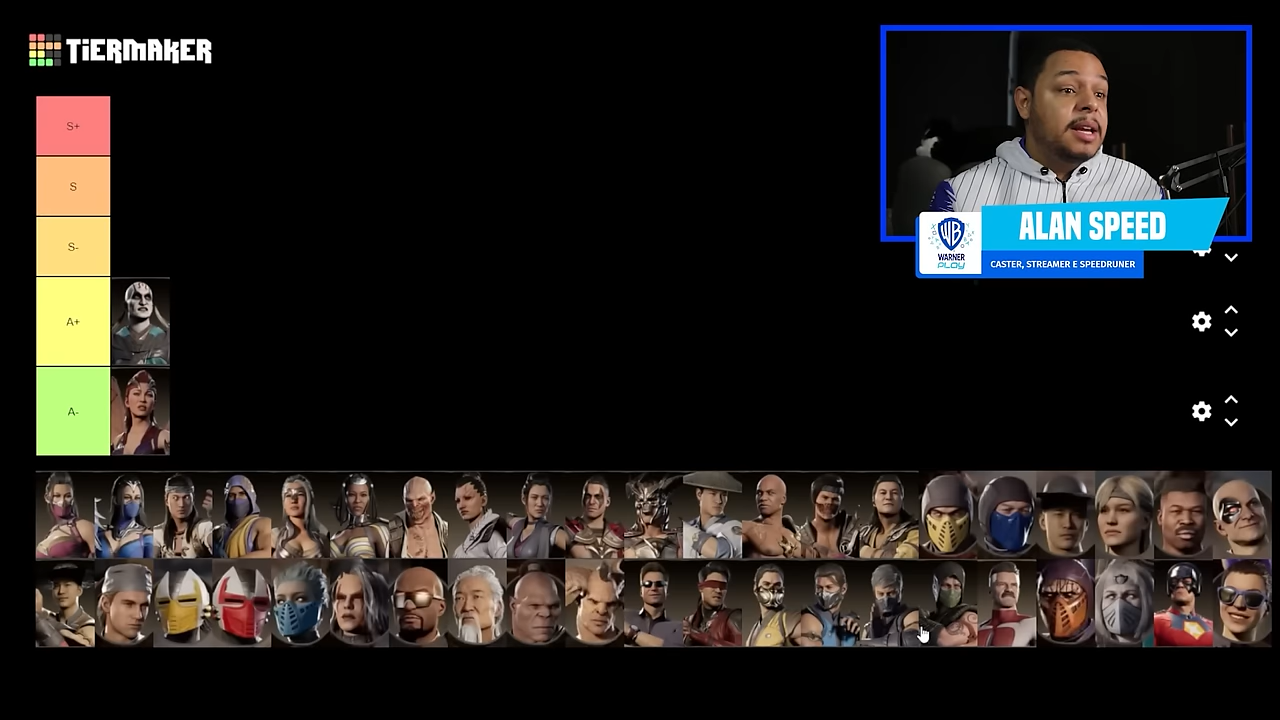 TiERMAKER
S+
S
S-
A+
A-
WB
WARNER
PLAY
ALAN SPEED
CASTER, STREAMER E SPEEDRUNER